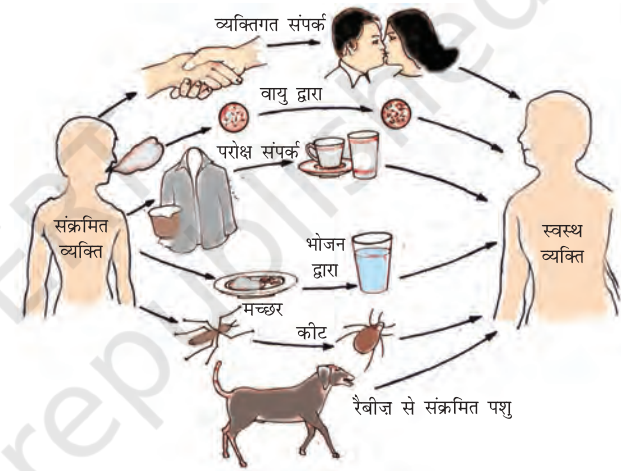 व्यक्तिगत संपर्क
वायु द्वारा
परोक्ष संपर्क
संक्रमित
व्यक्ति
स्वस्थ
व्यक्ति
भोजन
द्वारा
मच्छर
कीट
रैबीज़ से संक्रमित पशु